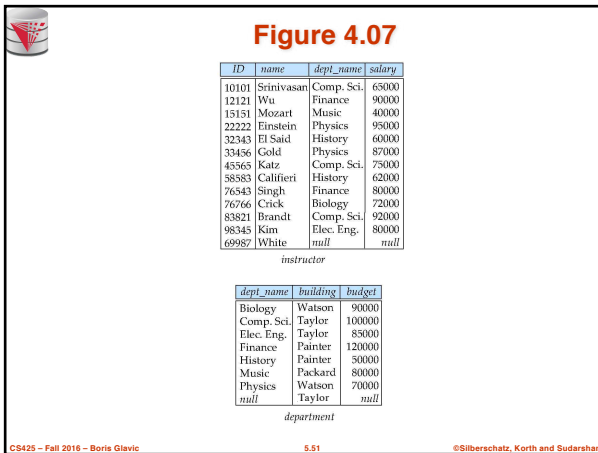 Figure 4.07
ID name dept_name salary
10101 Srinivasan Comp. Sci. 65000
12121 Wu Finance 90000
15151 Mozart Music 40000
22222 Einstein Physics 95000
32343 El Said History 60000
33456 Gold Physics 87000
45565 Katz Comp. Sci. 75000
58583 Califieri History 62000
76543 Singh Finance 80000
76766 Crick Biology 72000
83821 Brandt Comp. Sci. 92000
98345 Kim Elec. Eng. 80000
69987 White null null
instructor
dept_name building budget
Biology Watson 90000
Comp. Sci. Taylor 100000
Elec. Eng. Taylor 85000
Finance Painter 120000
History Painter 50000
Music Packard 80000
Physics Watson 70000
null Taylor null
department
CS425 – Fall 2016 – Boris Glavic 5.51 ©Silberschatz, Korth and Sudarshan